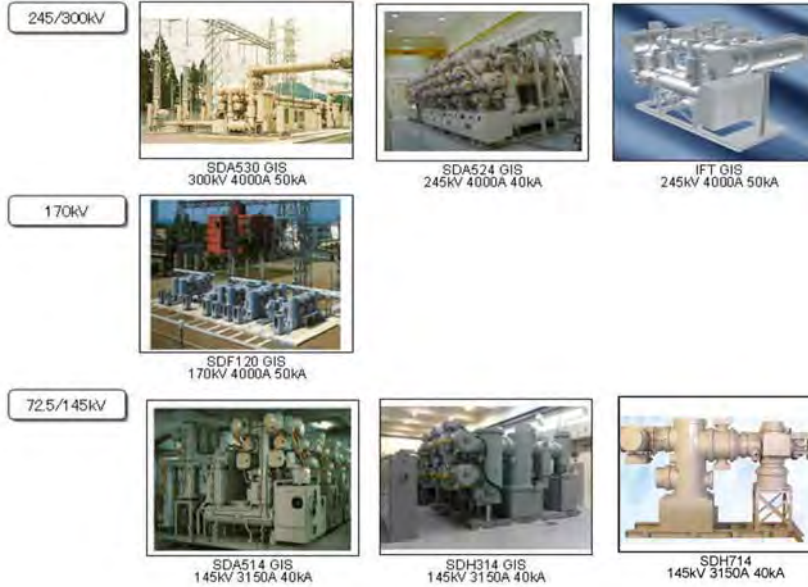 245/300kV
SDA530 GIS
300kV 4000A 50kA
SDA524 GIS
245kV 4000A 40kA
IFT GIS
245kV 4000A 50kA
170kV
SDF120 GIS
170kV 4000A 50kA
72.5/145kV
SDA514 GIS
145kV 3150A 40kA
SDH314 GIS
145kV 3150A 40kA
SDH714
145kV 3150A 40kA